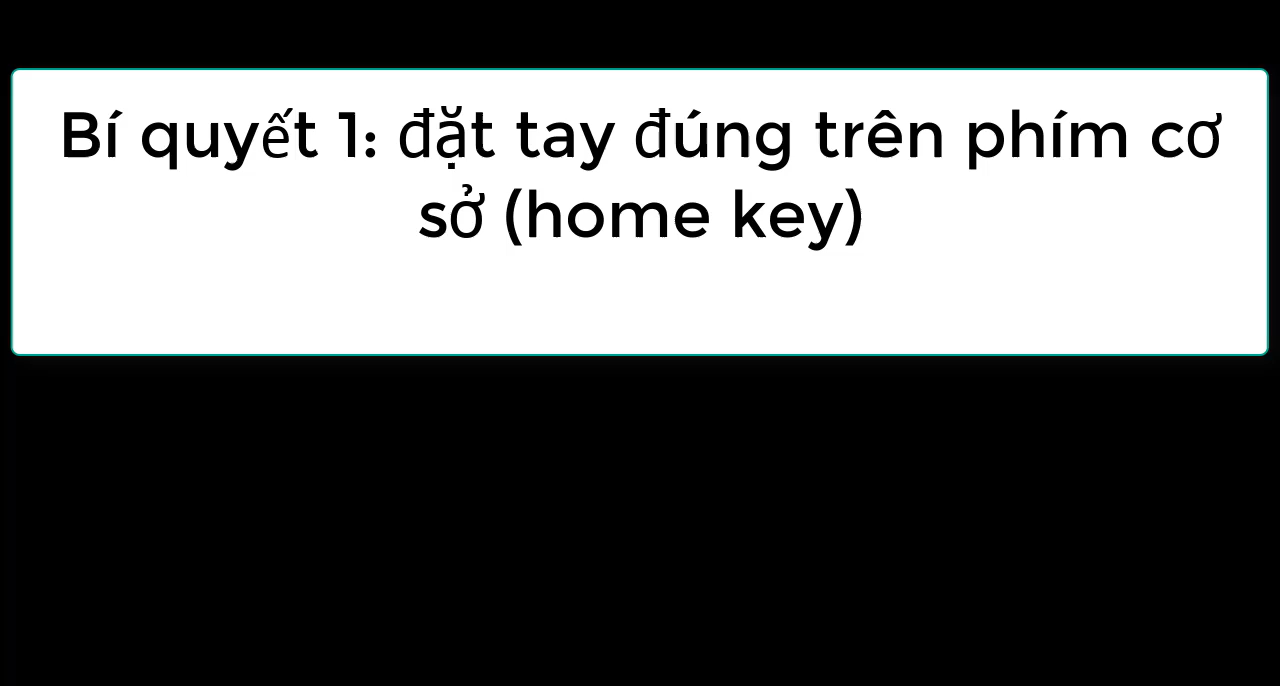 Bí quyết 1: đặt tay đúng trên phím cơ
sở (home key)